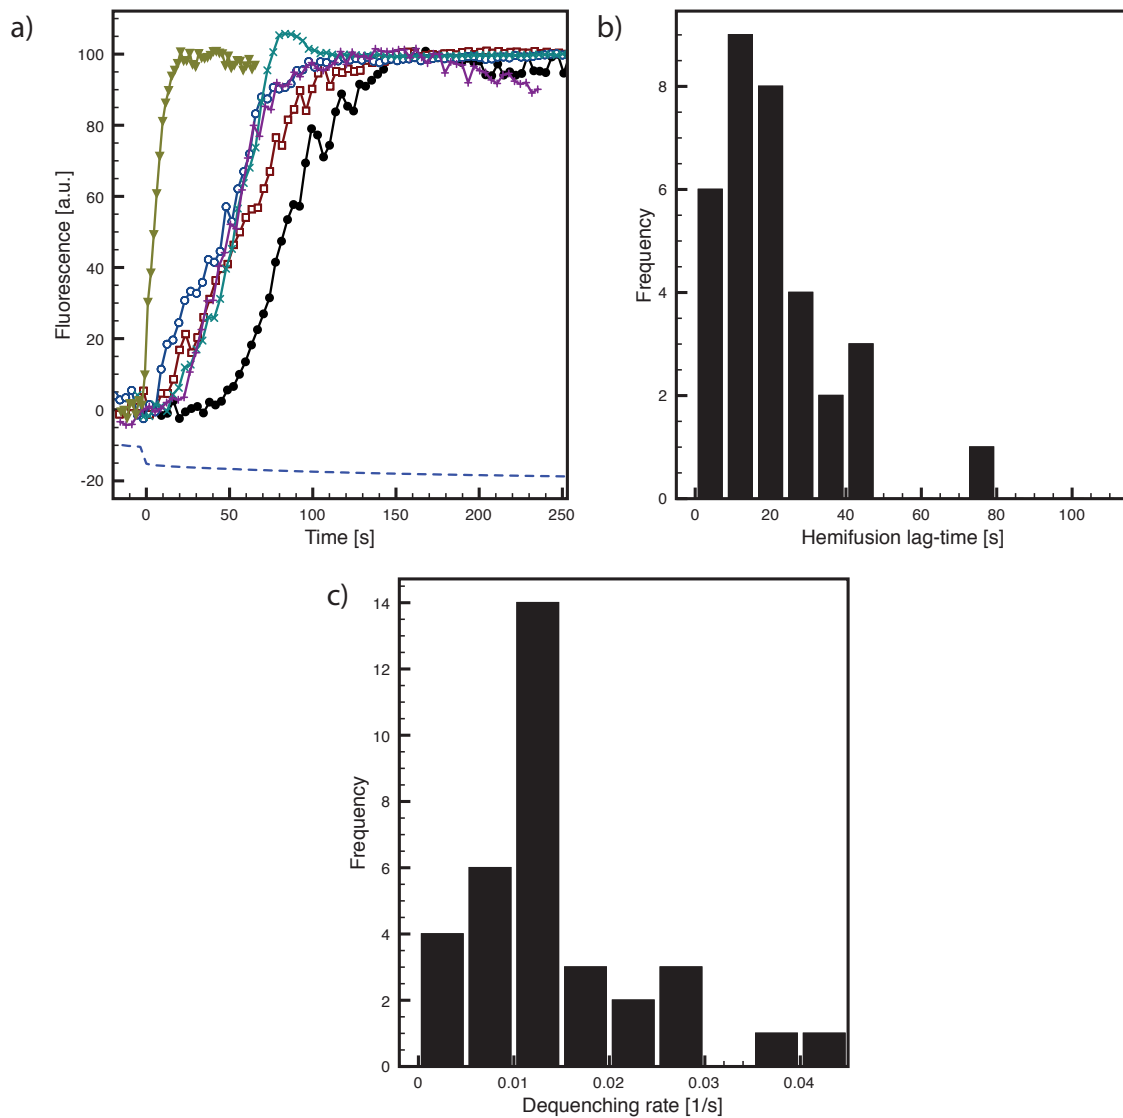 a)
100
80
60
40
20
0
-20
Fluorescence [a.u.]
0 50 100 150 200 250
Time [s]
b)
8
6
4
2
0
Frequency
0 20 40 60 80 100
Hemifusion lag-time [s]
c)
14
12
10
8
6
4
2
0
Frequency
0 0.01 0.02 0.03 0.04
Dequenching rate [1/s]